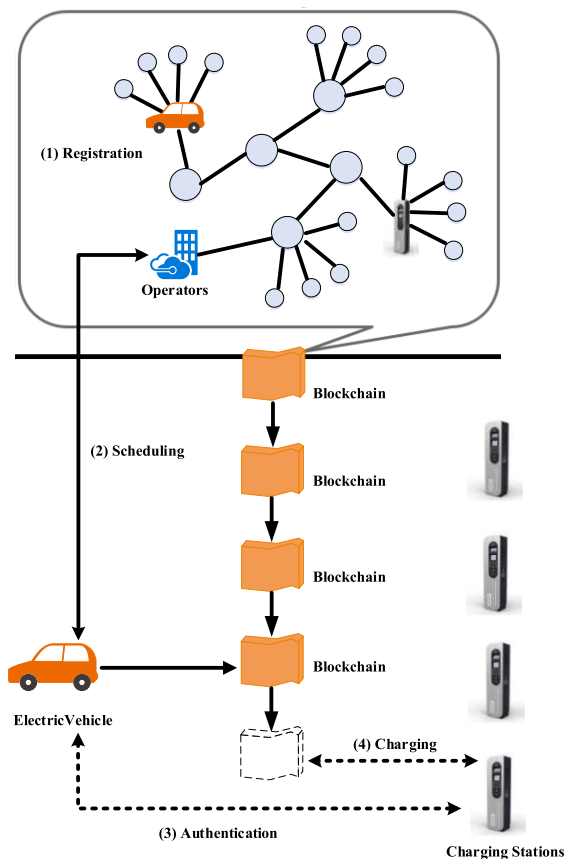 (1) Registration
Operators
Blockchain
(2) Scheduling
Blockchain
Blockchain
Blockchain
ElectricVehicle
(4) Charging
(3) Authentication
Charging Stations